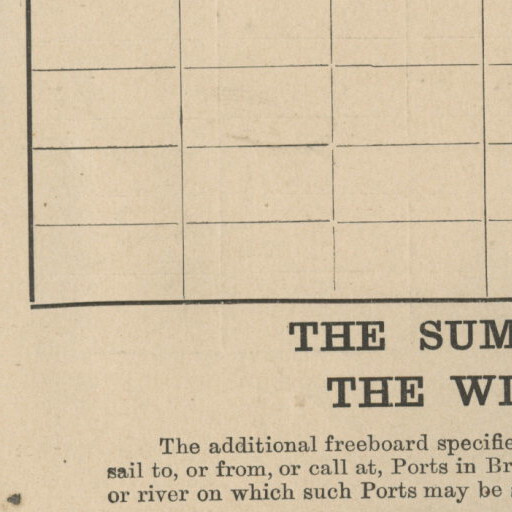 THE SUM
THE WI
The additional freeboard specifie
sail to, or from, or call at, Ports in Br
or river on which such Ports may be